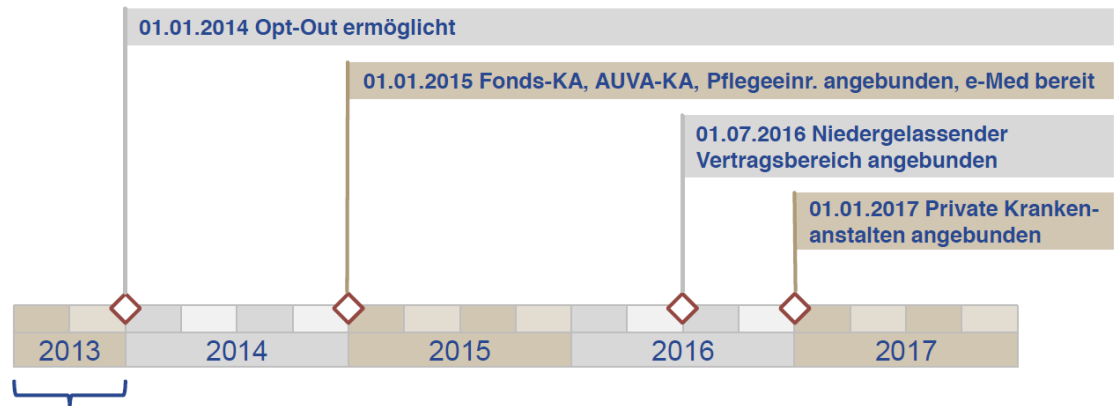 01.01.2014 Opt-Out ermöglicht
01.01.2015 Fonds-KA, AUVA-KA, Pflegeeinr. angebunden, e-Med bereit
01.07.2016 Niedergelassender
Vertragsbereich angebunden
01.01.2017 Private Kranken-
anstalten angebunden
2013 2014 2015 2016 2017